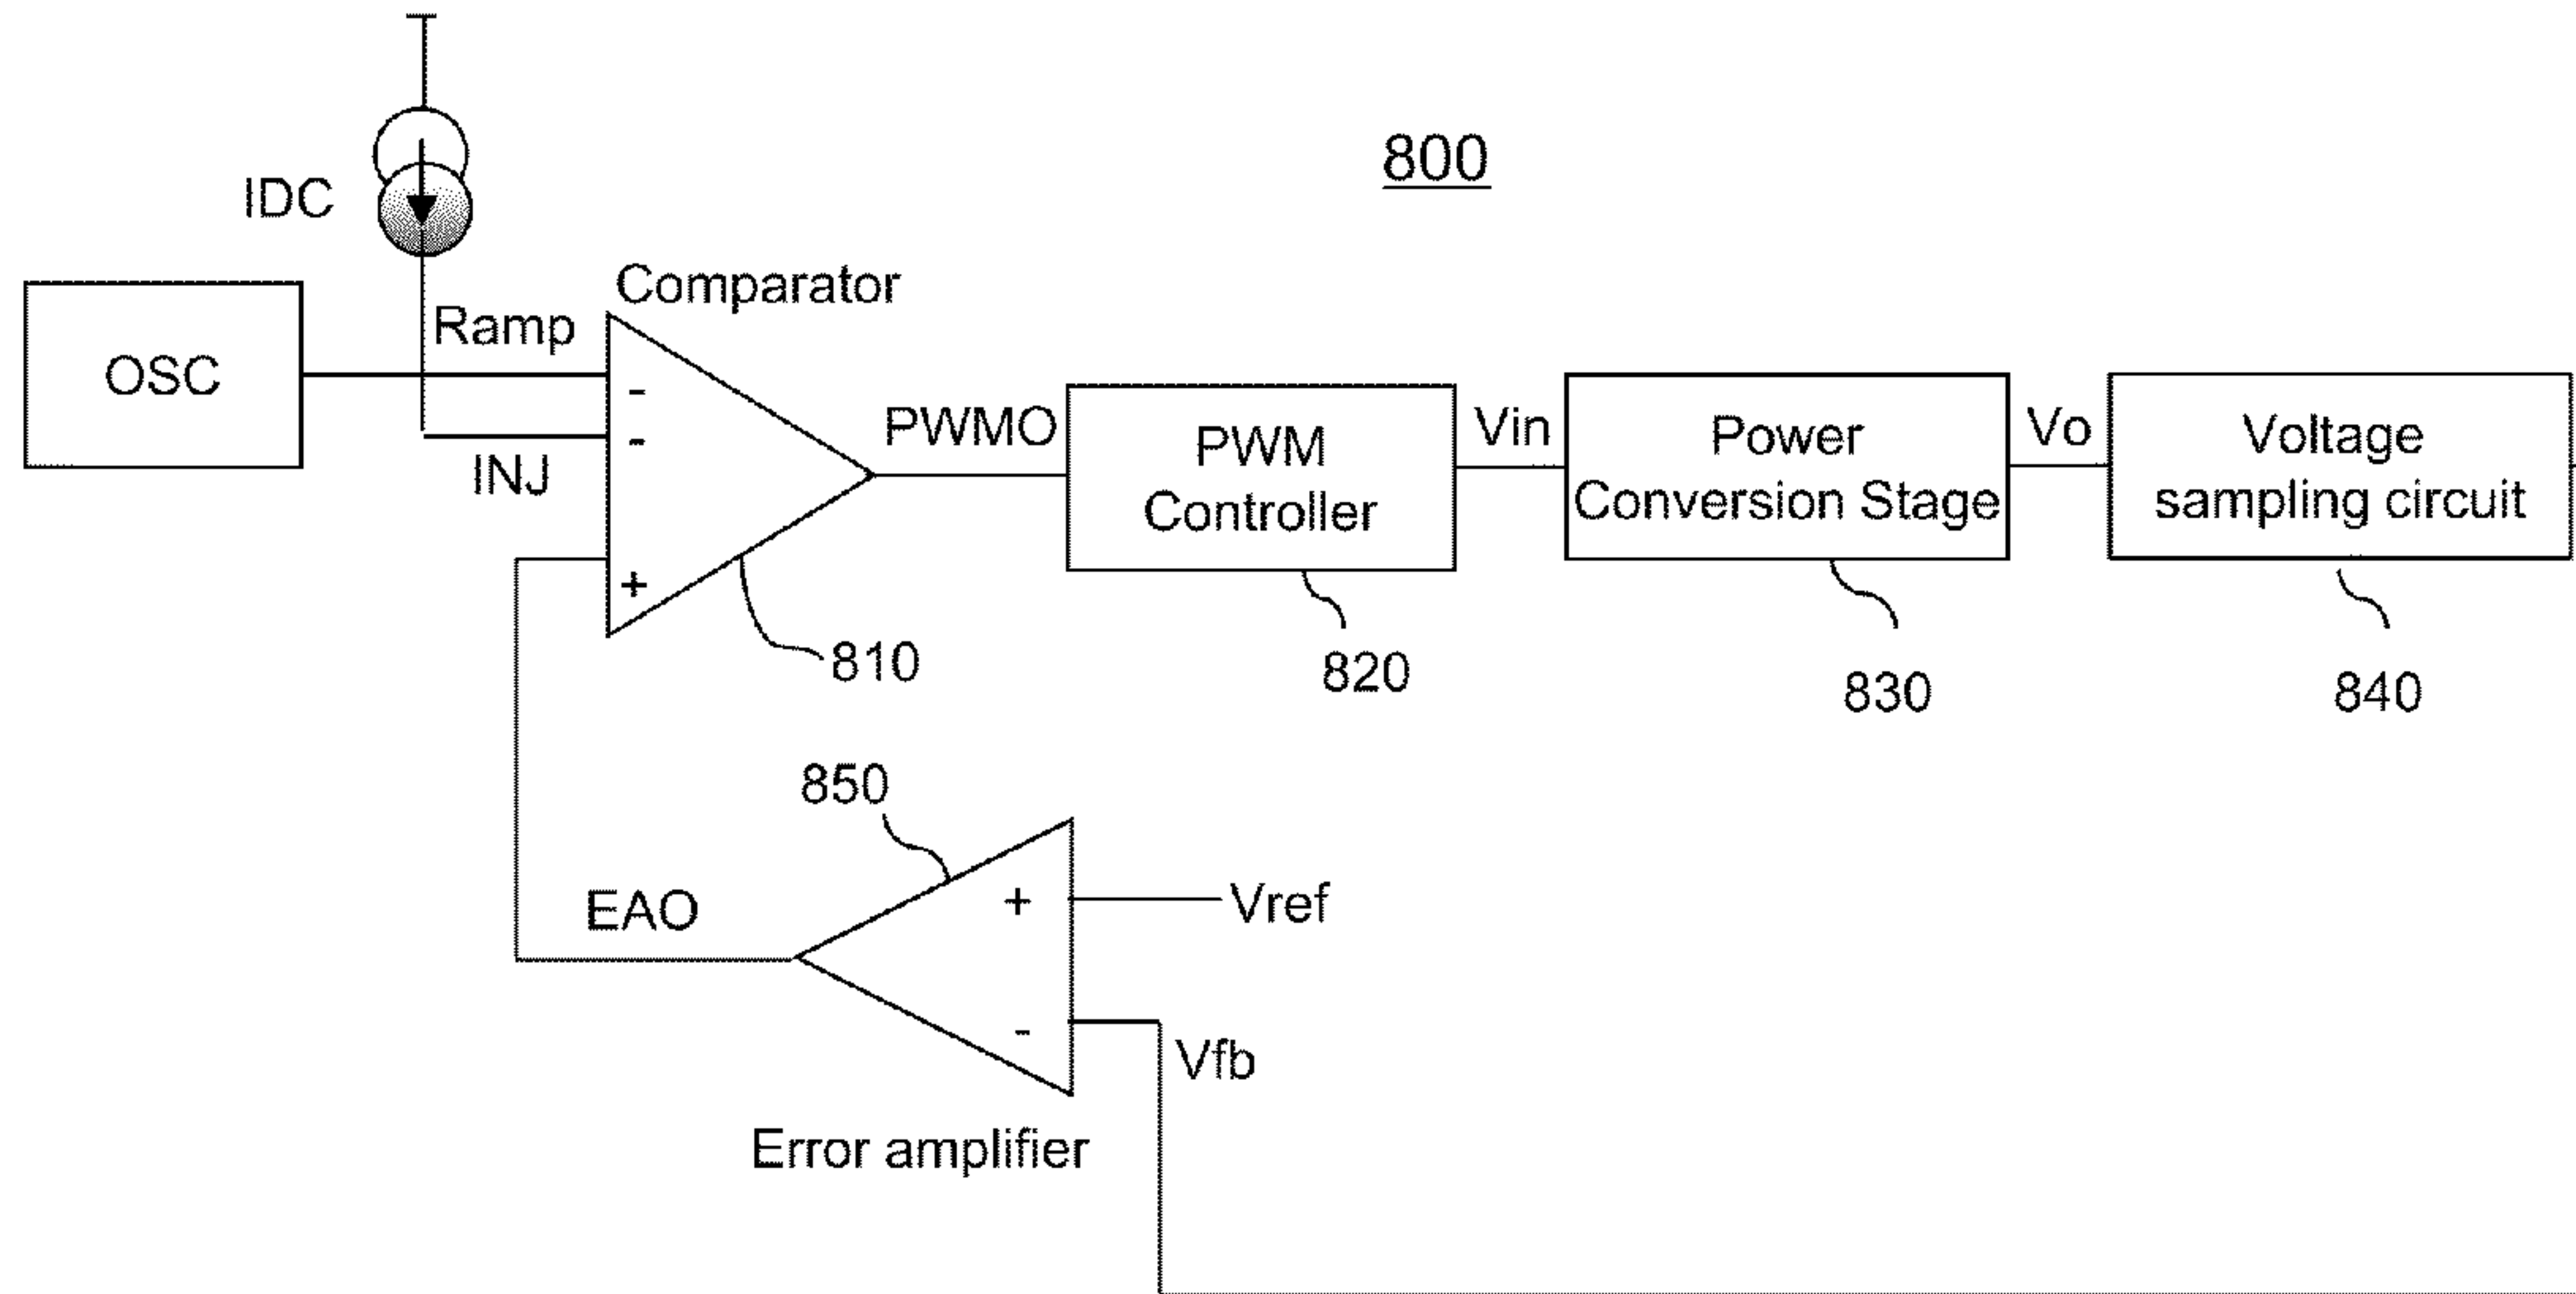 800
IDC
Comparator
Ramp
OSC
-
-
INJ
+
PWMO
PWM
Controller
Vin
Power
Conversion Stage
Vo
Voltage
sampling circuit
810
820
830
840
850
EAO
+
Vref
-
Vfb
Error amplifier